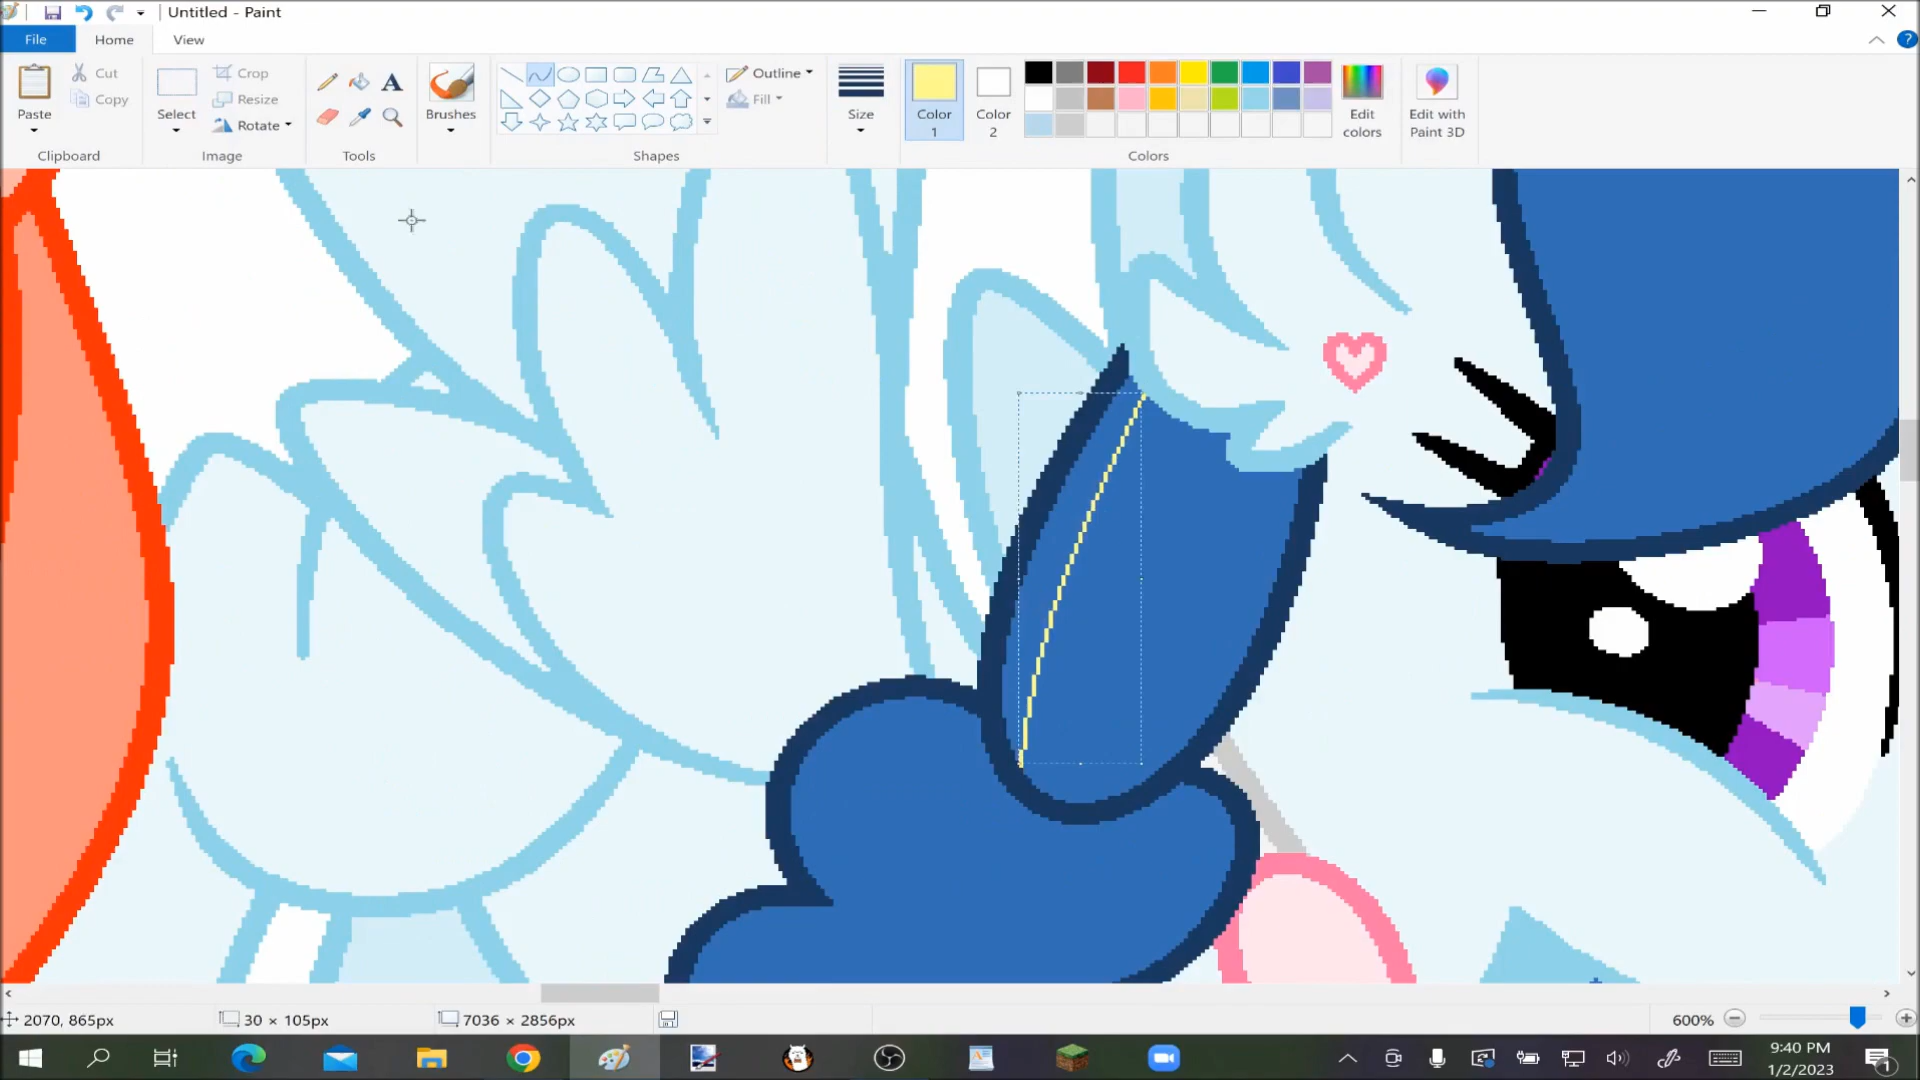 Untitled - Paint
File Home View
Cut
Copy
Paste
Clipboard
Crop
Resize
Rotate
Select
Image
A
Tools
Brushes
Outline
Fill
Shapes
Size
Color 1
Color 2
Edit colors
Colors
Edit with Paint 3D
?
2070, 865px
30 × 105px
7036 × 2856px
600%
9:40 PM
1/2/2023
1